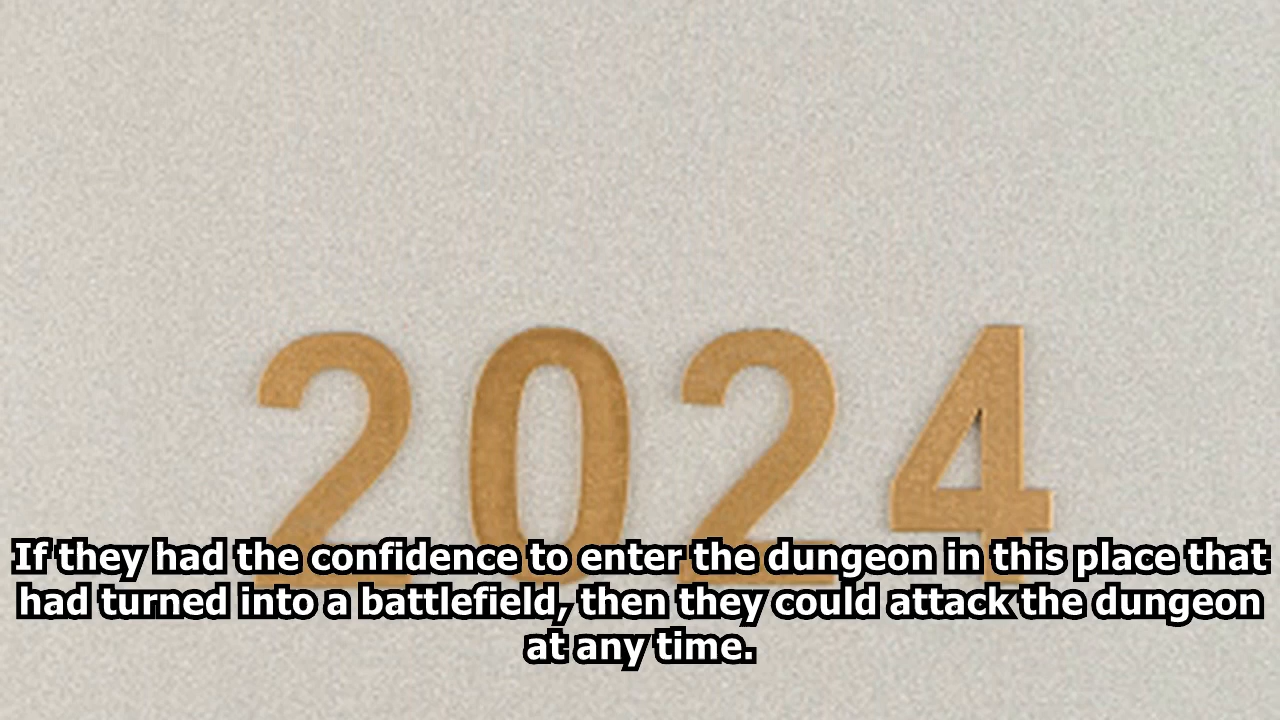 2024
If they had the confidence to enter the dungeon in this place that
had turned into a battlefield, then they could attack the dungeon
at any time.